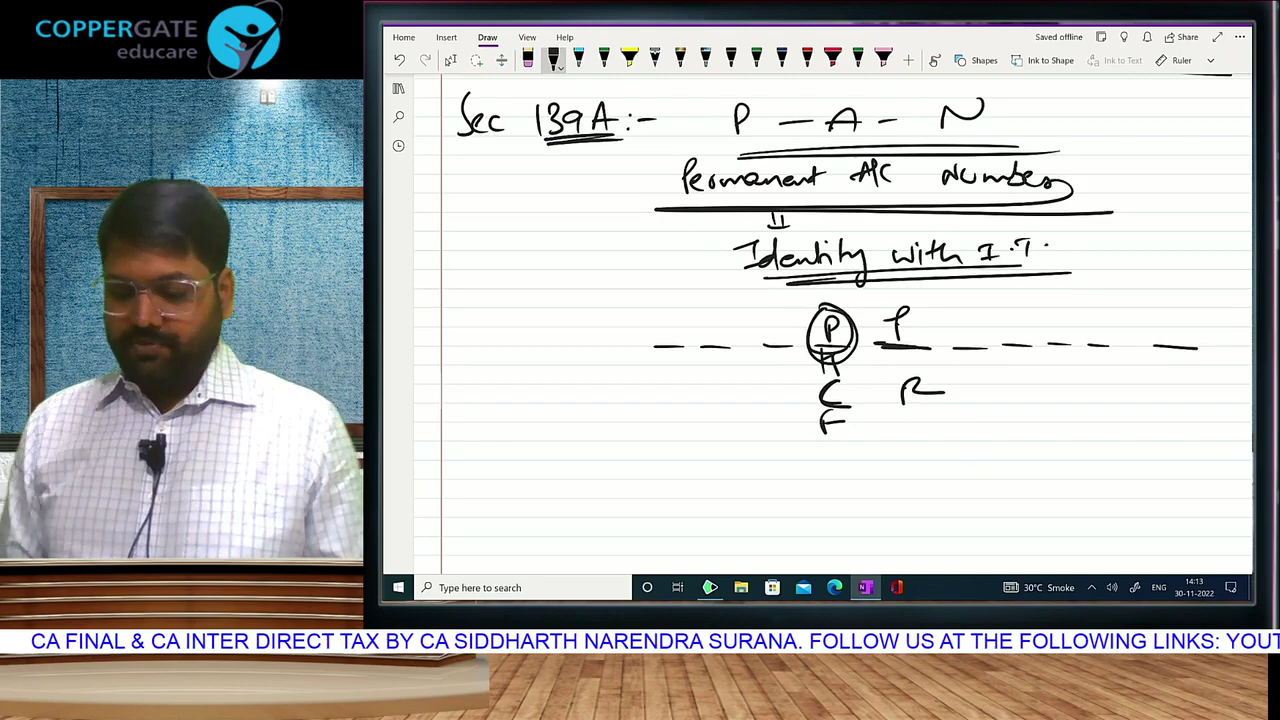 COPPERGATE
educare
Home Insert Draw View Help
Saved offline
Share
Shapes
Ink to Shape
Ink to Text
Ruler
Sec 139A:- P - A - N
Permanent A/C Number
Identity with I.T.
P
H
C R
F
Type here to search
30°C Smoke
ENG
14:13
30-11-2022
CA FINAL & CA INTER DIRECT TAX BY CA SIDDHARTH NARENDRA SURANA. FOLLOW US AT THE FOLLOWING LINKS: YOUT